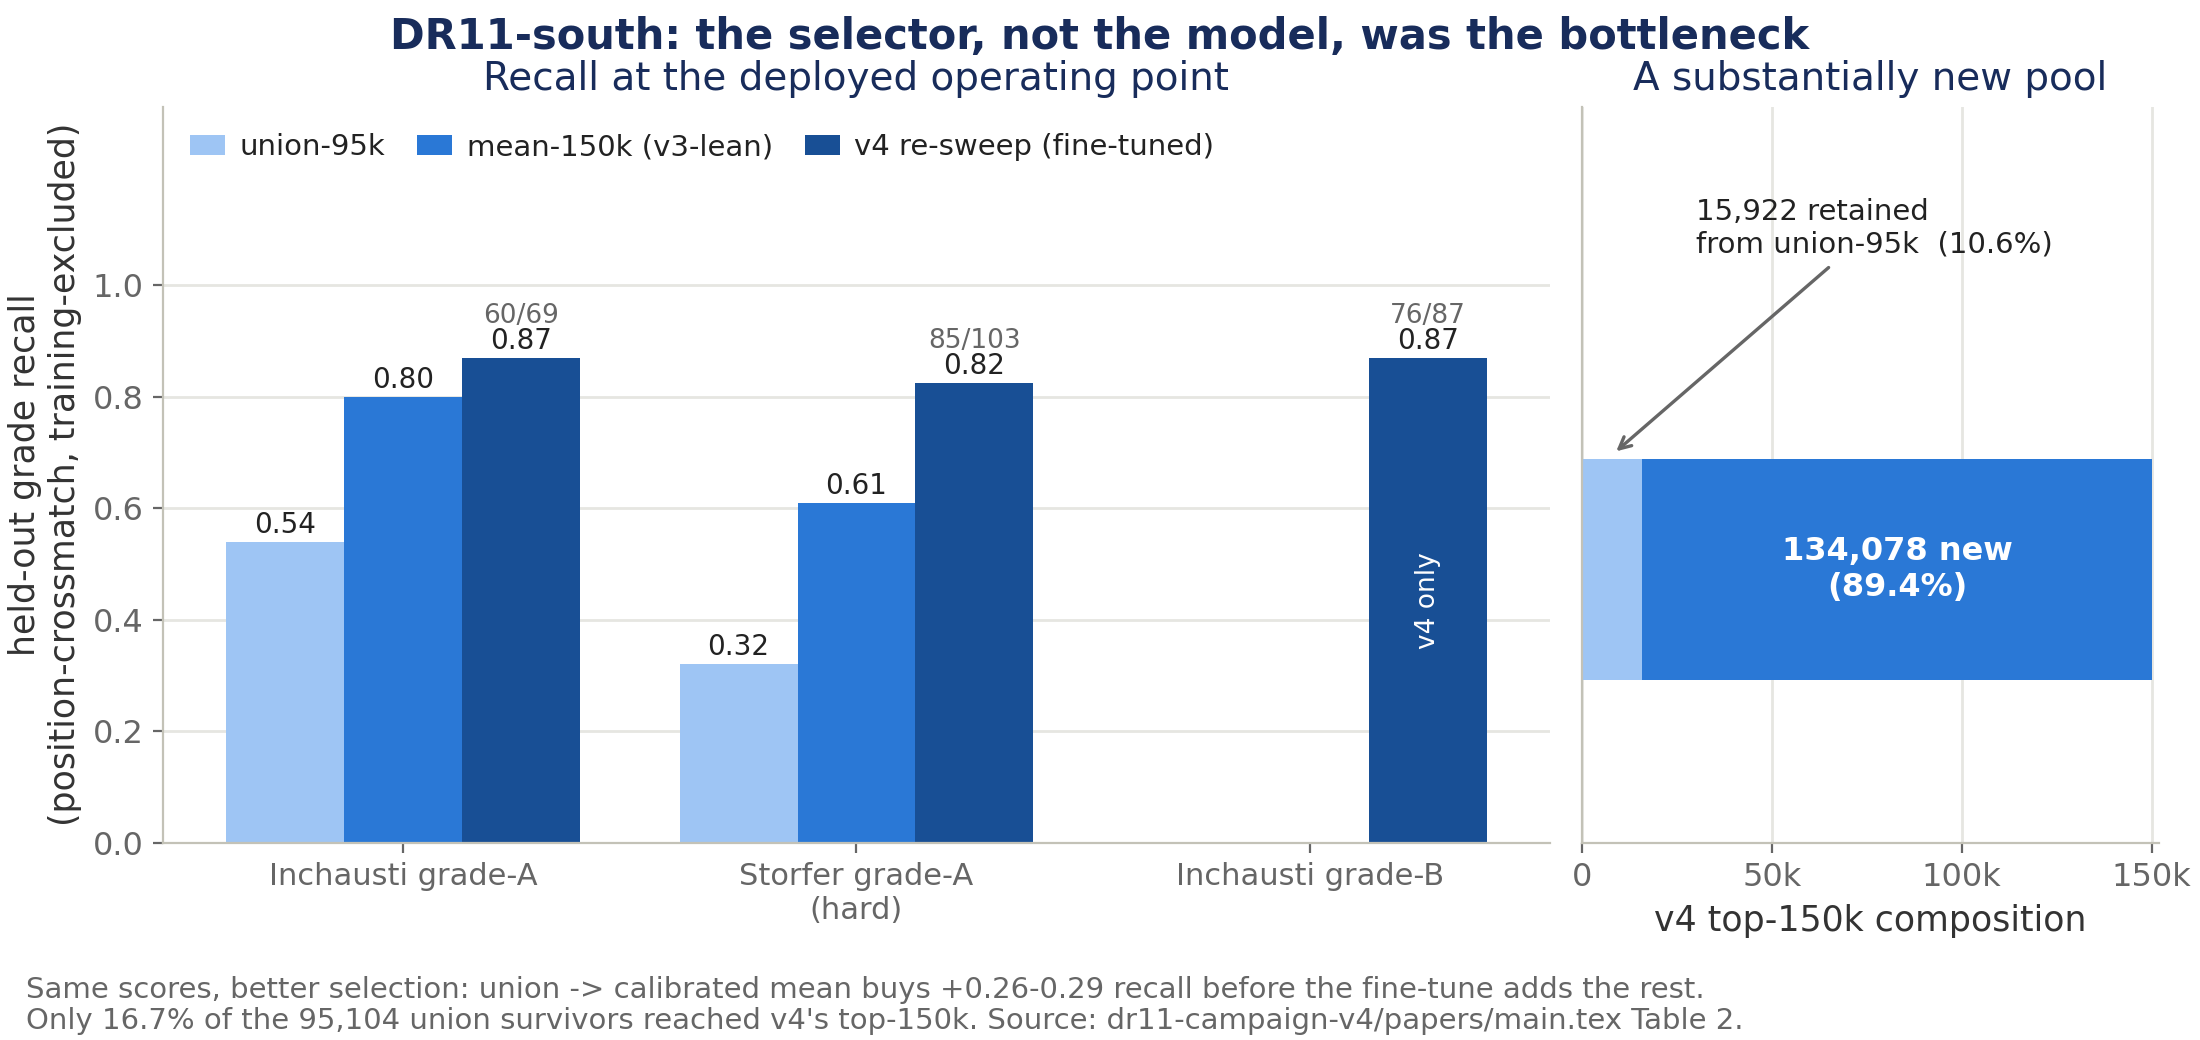 DR11-south: the selector, not the model, was the bottleneck
Recall at the deployed operating point
A substantially new pool
union-95k
mean-150k (v3-lean)
v4 re-sweep (fine-tuned)
held-out grade recall
(position-crossmatch, training-excluded)
1.0
0.8
0.6
0.4
0.2
0.0
0.54
0.80
60/69
0.87
0.32
0.61
85/103
0.82
76/87
0.87
v4 only
Inchausti grade-A
Storfer grade-A
(hard)
Inchausti grade-B
15,922 retained
from union-95k (10.6%)
134,078 new
(89.4%)
0
50k
100k
150k
v4 top-150k composition
Same scores, better selection: union -> calibrated mean buys +0.26-0.29 recall before the fine-tune adds the rest.
Only 16.7% of the 95,104 union survivors reached v4's top-150k. Source: dr11-campaign-v4/papers/main.tex Table 2.